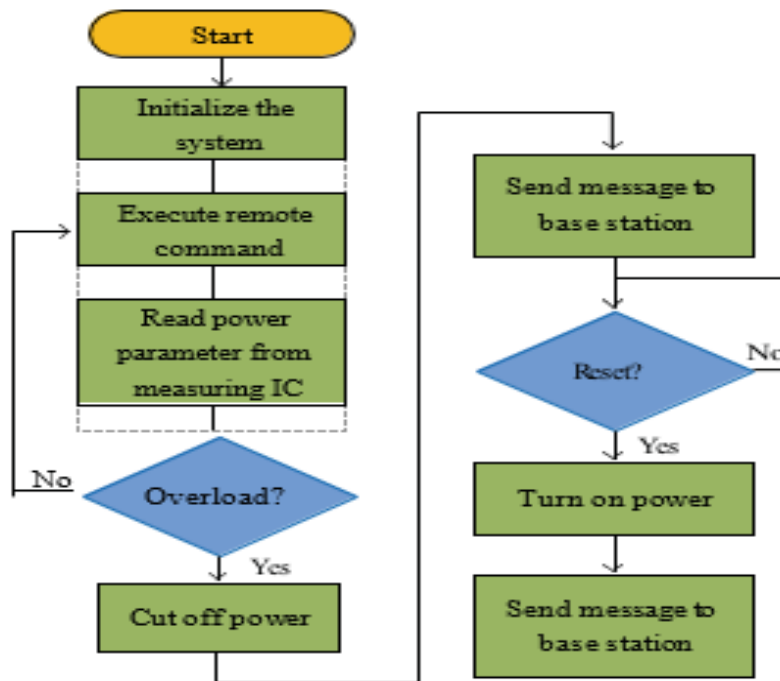 Start
Initialize the
system
Execute remote
command
Read power
parameter from
measuring IC
Overload?
No
Yes
Cut off power
Send message to
base station
Reset?
No
Yes
Turn on power
Send message to
base station